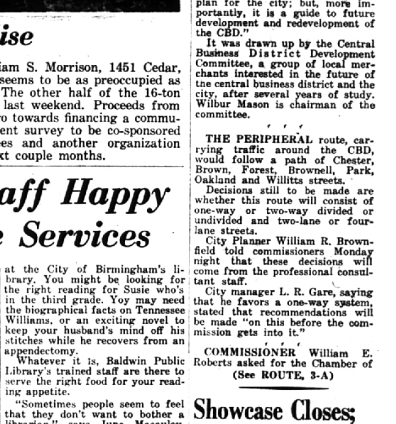 ise
iam S. Morrison, 1451 Cedar,
seems to be as preoccupied as
The other half of the 16-ton
last weekend. Proceeds from
o towards financing a commu-
ent survey to be co-sponsored
es and another organization
xt couple months.
aff Happy
e Services
at the City of Birmingham's li-
brary. You might be looking for
the right reading for Susie who's
in the third grade. Yoy may need
the biographical facts on Tennessee
Williams, or an exciting novel to
keep your husband's mind off his
stitches while he recovers from an
appendectomy.
Whatever it is, Baldwin Public
Library's trained staff are there to
serve the right food for your read-
ing appetite.
"Sometimes people seem to feel
that they don't want to bother a
plan for the city; but, more im-
portantly, it is a guide to future
development and redevelopment of
the CBD."
It was drawn up by the Central
Business District Development
Committee, a group of local mer-
chants interested in the future of
the central business district and the
city, after several years of study.
Wilbur Mason is chairman of the
committee.
THE PERIPHERAL route, car-
rying traffic around the CBD,
would follow a path of Chester,
Brown, Forest, Brownell, Park,
Oakland and Willitts streets.
Decisions still to be made are
whether this route will consist of
one-way or two-way divided or
undivided and two-lane or four-
lane streets.
City Planner William R. Brown-
field told commissioners Monday
night that these decisions will
come from the professional consul-
tant staff.
City manager L. R. Gare, saying
that he favors a one-way system,
stated that recommendations will
be made "on this before the com-
mission gets into it."
COMMISSIONER William E.
Roberts asked for the Chamber of
(See ROUTE, 3-A)
Showcase Closes;